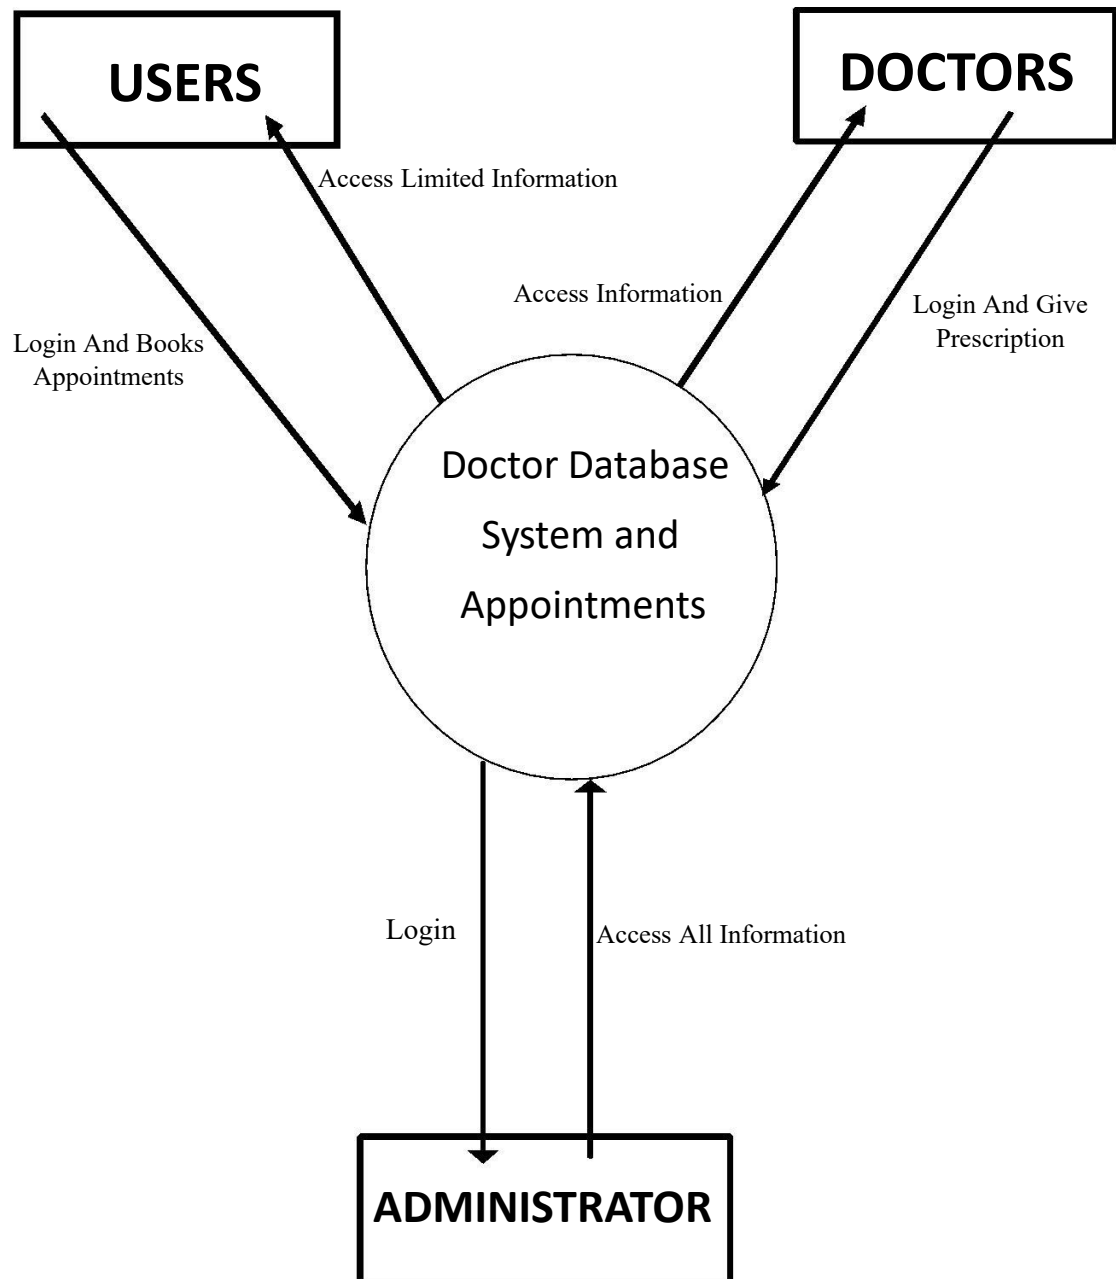 USERS
DOCTORS
Access Limited Information
Access Information
Login And Give
Prescription
Login And Books
Appointments
Doctor Database
System and
Appointments
Login
Access All Information
ADMINISTRATOR